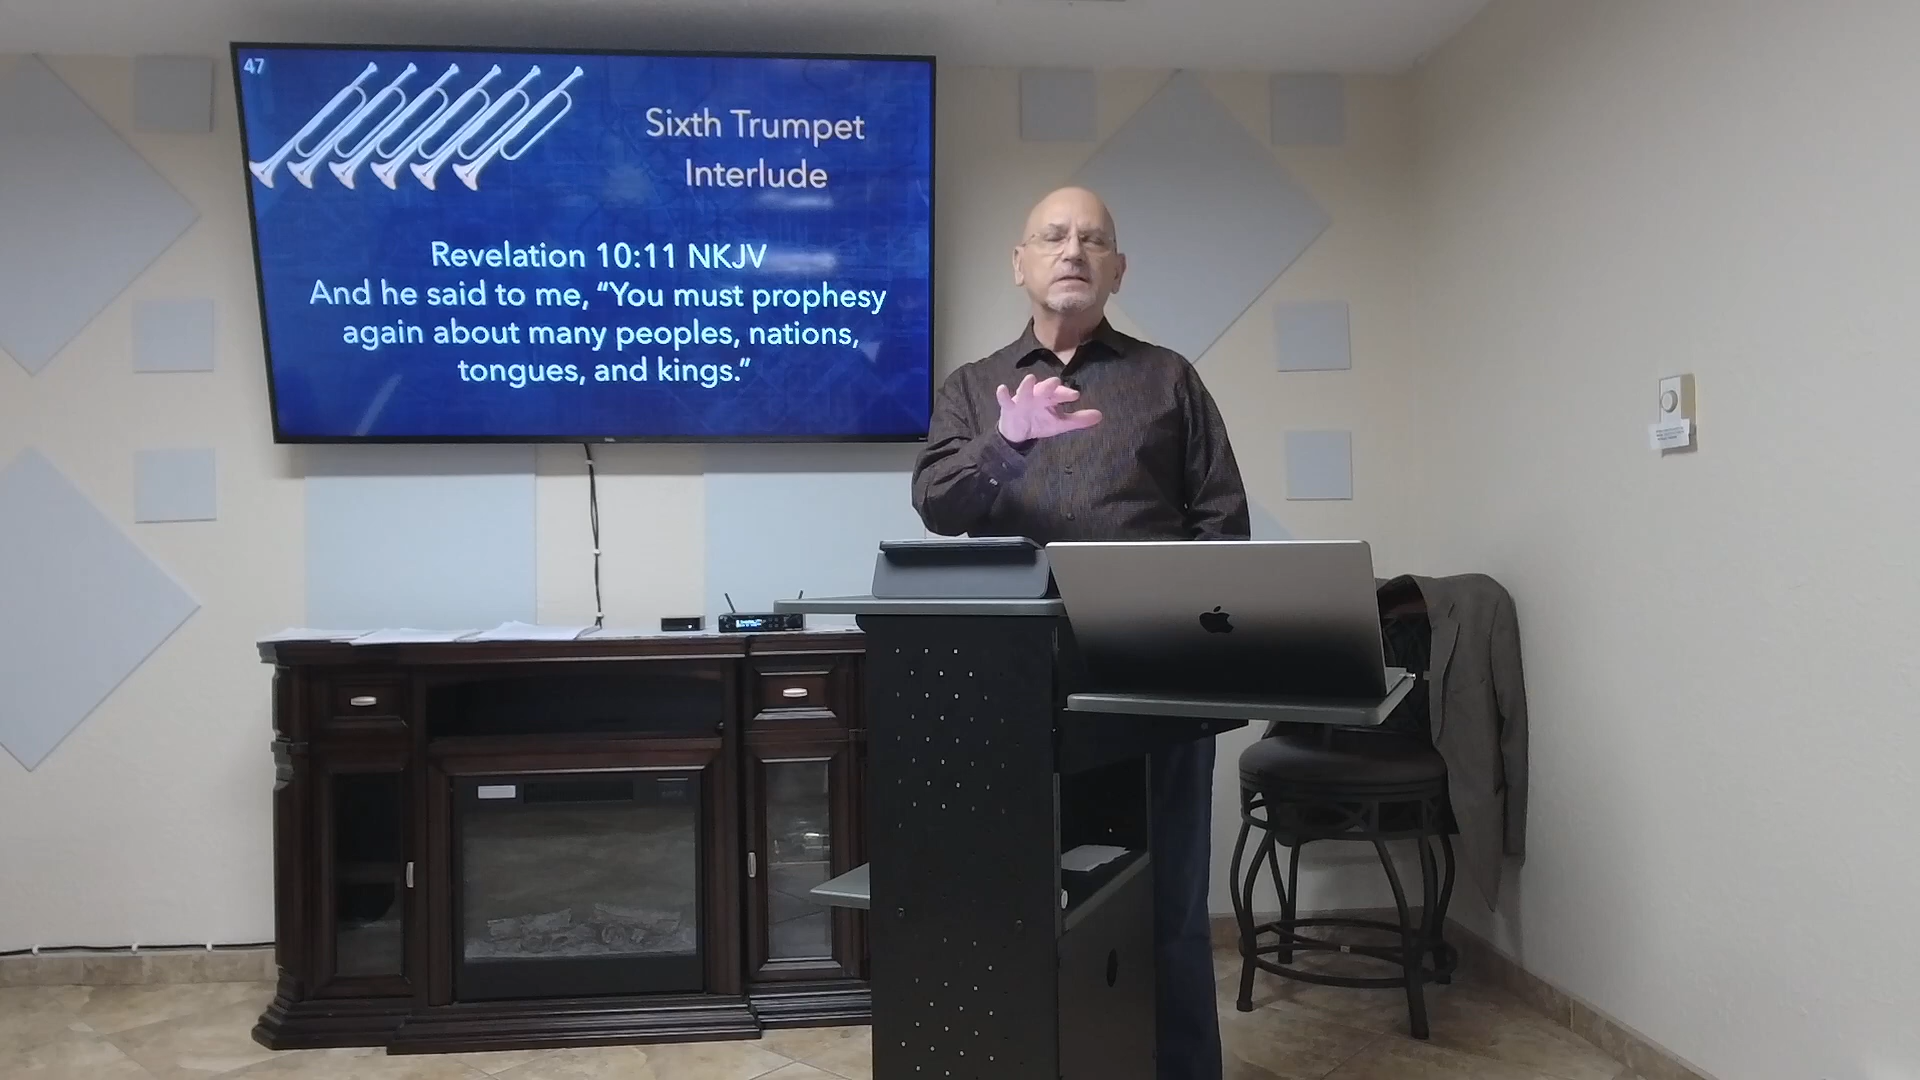 47
Sixth Trumpet
Interlude
Revelation 10:11 NKJV
And he said to me, “You must prophesy
again about many peoples, nations,
tongues, and kings.”